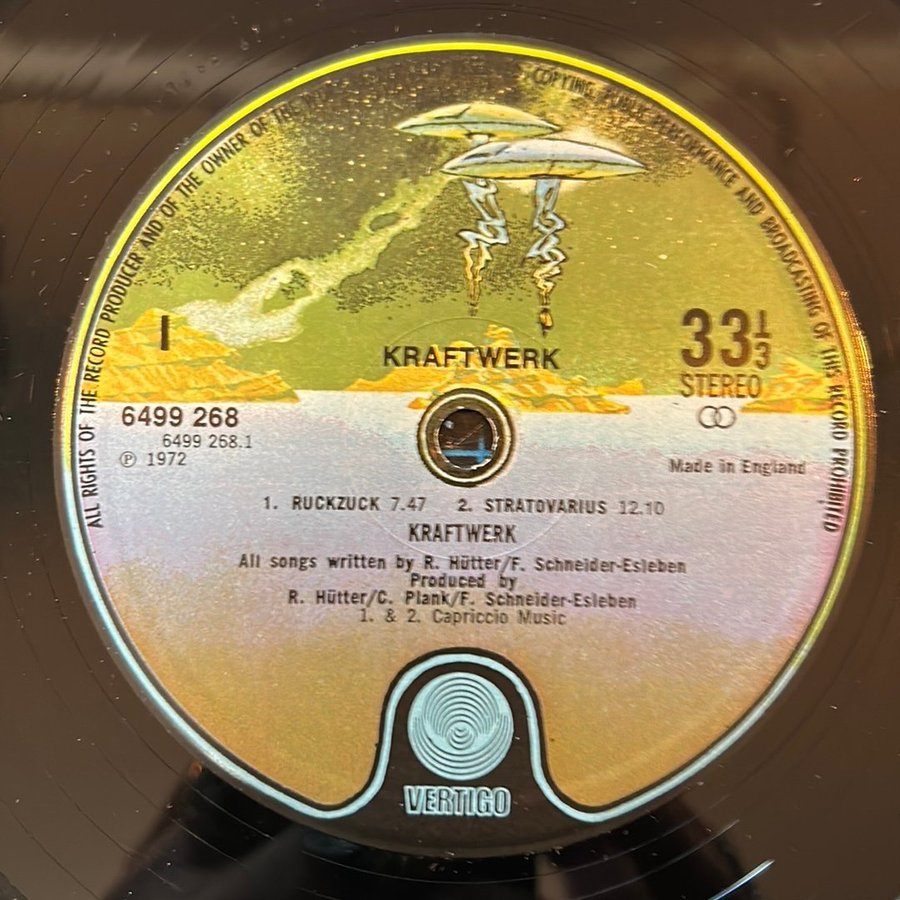 ALL RIGHTS OF THE RECORD PRODUCER AND OF THE OWNER OF THE
COPYING, PUBLIC PERFORMANCE AND BROADCASTING OF THIS RECORD PROHIBITED
I
KRAFTWERK
33 1/3
STEREO
6499 268
6499 268.1
℗ 1972
Made in England
1. RUCKZUCK 7.47 2. STRATOVARIUS 12.10
KRAFTWERK
All songs written by R. Hütter/F. Schneider-Esleben
Produced by
R. Hütter/C. Plank/F. Schneider-Esleben
1. & 2. Capriccio Music
VERTIGO